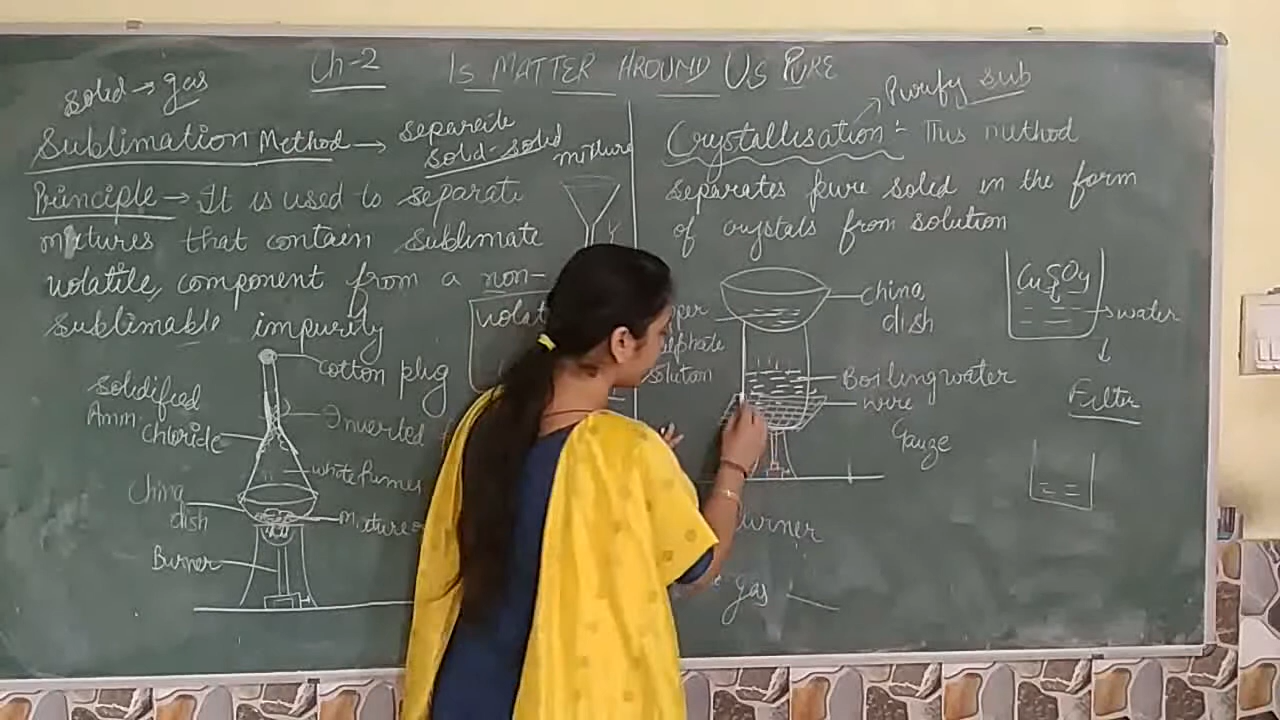 Ch-2 IS MATTER AROUND US PURE
solid → gas
Sublimation Method → separate
solid-solid
mixture
Principle → It is used to separate
mixtures that contain sublimate
volatile, component from a non-
sublimable impurity
volat
cotton plug
solidified
Amm
chloride
Inverted
white fumes
China
dish
Mixture o
Burner
Purify sub
Crystallisation :- This method
separates pure solid in the form
of crystals from solution
China
dish
solution
Boiling water
wire
Gauze
gas
CuSO4
water
↓
Filter